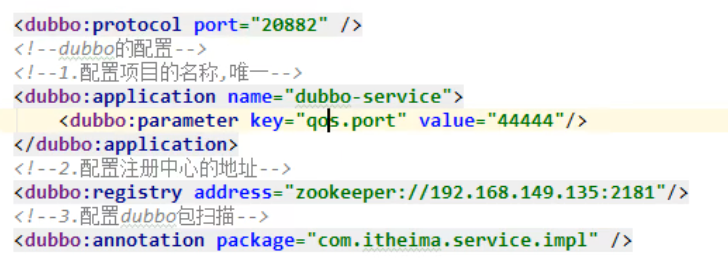 <dubbo:protocol port="20882" />
<!--dubbo的配置-->
<!--1.配置项目的名称,唯一-->
<dubbo:application name="dubbo-service">
    <dubbo:parameter key="qos.port" value="44444"/>
</dubbo:application>
<!--2.配置注册中心的地址-->
<dubbo:registry address="zookeeper://192.168.149.135:2181"/>
<!--3.配置dubbo包扫描-->
<dubbo:annotation package="com.itheima.service.impl" />